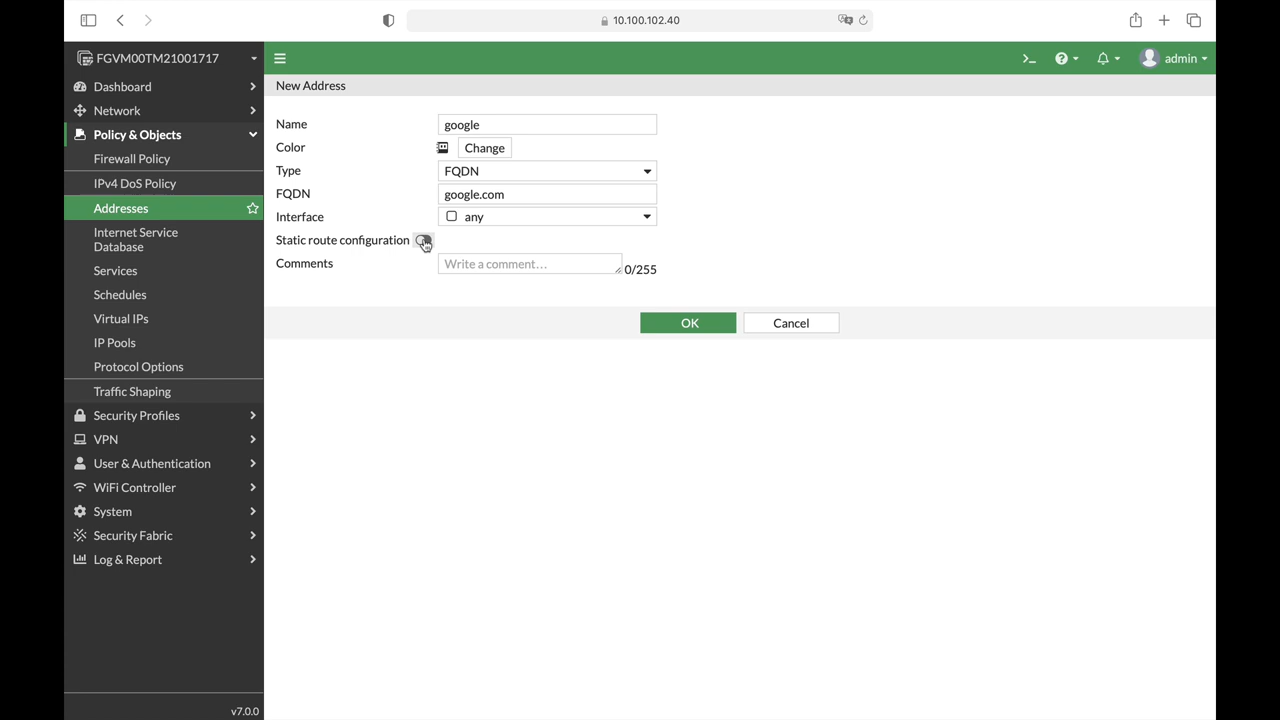 10.100.102.40
FGVM00TM21001717
admin
Dashboard
Network
Policy & Objects
Firewall Policy
IPv4 DoS Policy
Addresses
Internet Service
Database
Services
Schedules
Virtual IPs
IP Pools
Protocol Options
Traffic Shaping
Security Profiles
VPN
User & Authentication
WiFi Controller
System
Security Fabric
Log & Report
v7.0.0
New Address
Name google
Color Change
Type FQDN
FQDN google.com
Interface any
Static route configuration
Comments Write a comment... 0/255
OK Cancel